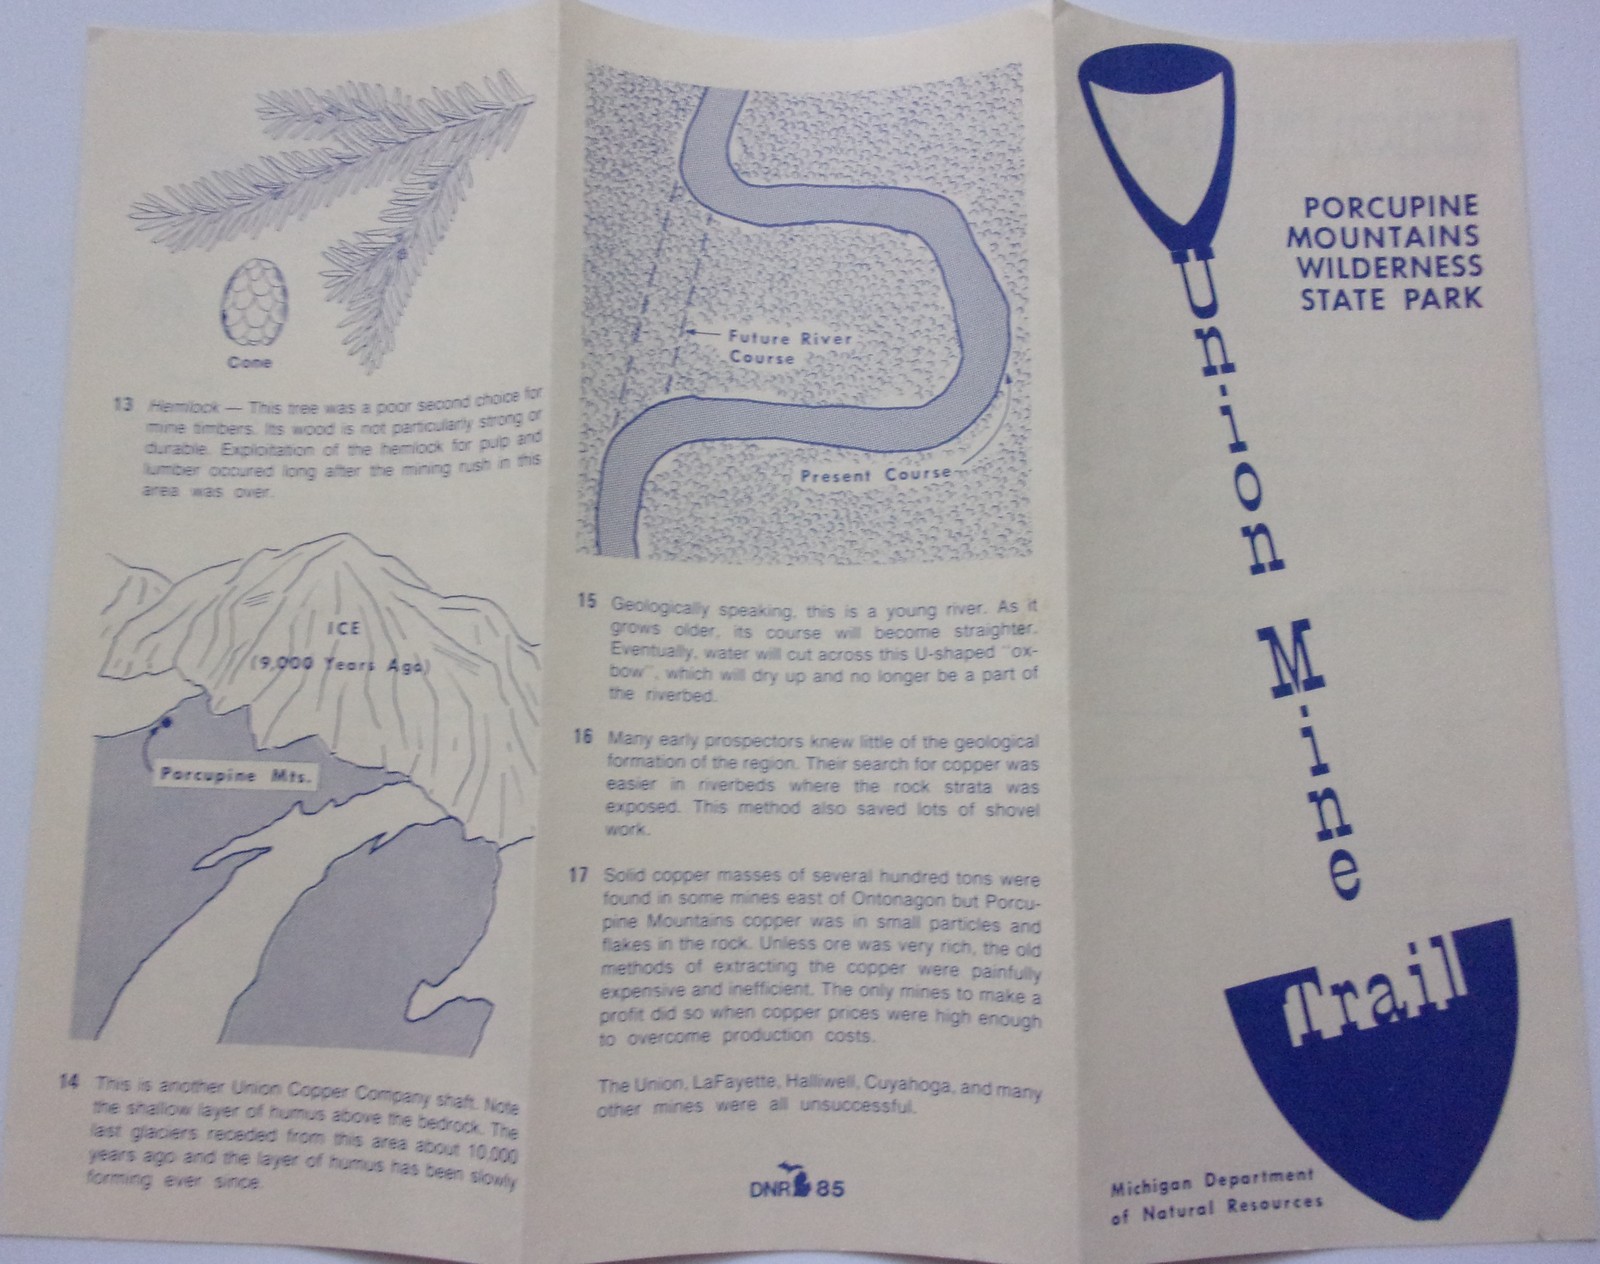 Cone
13 Hemlock — This tree was a poor second choice for
mine timbers. Its wood is not particularly strong or
durable. Exploitation of the hemlock for pulp and
lumber occured long after the mining rush in this
area was over.
ICE
(9,000 Years Ago)
Porcupine Mts.
14 This is another Union Copper Company shaft. Note
the shallow layer of humus above the bedrock. The
last glaciers receded from this area about 10,000
years ago and the layer of humus has been slowly
forming ever since.
Future River
Course
Present Course
15 Geologically speaking, this is a young river. As it
grows older, its course will become straighter.
Eventually, water will cut across this U-shaped "ox-
bow", which will dry up and no longer be a part of
the riverbed.
16 Many early prospectors knew little of the geological
formation of the region. Their search for copper was
easier in riverbeds where the rock strata was
exposed. This method also saved lots of shovel
work.
17 Solid copper masses of several hundred tons were
found in some mines east of Ontonagon but Porcu-
pine Mountains copper was in small particles and
flakes in the rock. Unless ore was very rich, the old
methods of extracting the copper were painfully
expensive and inefficient. The only mines to make a
profit did so when copper prices were high enough
to overcome production costs.
The Union, LaFayette, Halliwell, Cuyahoga, and many
other mines were all unsuccessful.
DNR 85
PORCUPINE
MOUNTAINS
WILDERNESS
STATE PARK
Union Mine
Trail
Michigan Department
of Natural Resources